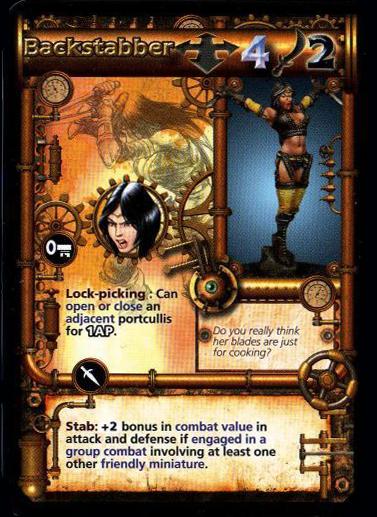 Backstabber 4 2
Lock-picking : Can
open or close an
adjacent portcullis
for 1AP.
Do you really think
her blades are just
for cooking?
Stab: +2 bonus in combat value in
attack and defense if engaged in a
group combat involving at least one
other friendly miniature.